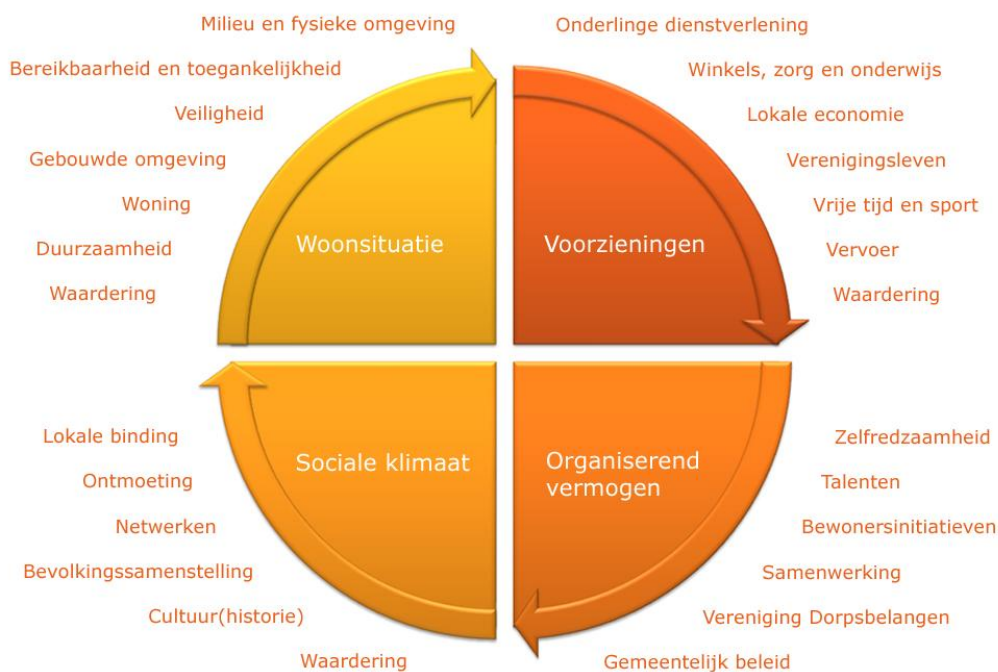 Milieu en fysieke omgeving
Bereikbaarheid en toegankelijkheid
Veiligheid
Gebouwde omgeving
Woning
Duurzaamheid
Waardering
Woonsituatie
Onderlinge dienstverlening
Winkels, zorg en onderwijs
Lokale economie
Verenigingsleven
Vrije tijd en sport
Vervoer
Waardering
Voorzieningen
Lokale binding
Ontmoeting
Netwerken
Bevolkingssamenstelling
Cultuur(historie)
Waardering
Sociale klimaat
Organiserend
vermogen
Zelfredzaamheid
Talenten
Bewonersinitiatieven
Samenwerking
Vereniging Dorpsbelangen
Gemeentelijk beleid